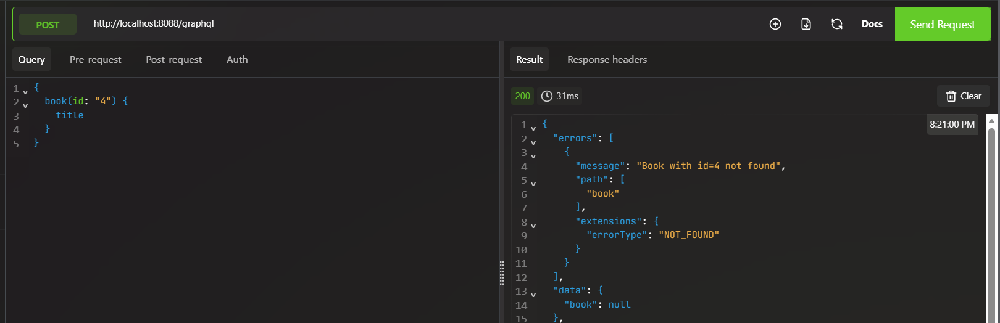 POST http://localhost:8088/graphql Docs Send Request
Query Pre-request Post-request Auth
1 {
2   book(id: "4") {
3     title
4   }
5 }
Result Response headers
200 31ms Clear
8:21:00 PM
1 {
2   "errors": [
3     {
4       "message": "Book with id=4 not found",
5       "path": [
6         "book"
7       ],
8       "extensions": {
9         "errorType": "NOT_FOUND"
10       }
11     }
12   ],
13   "data": {
14     "book": null
15   },